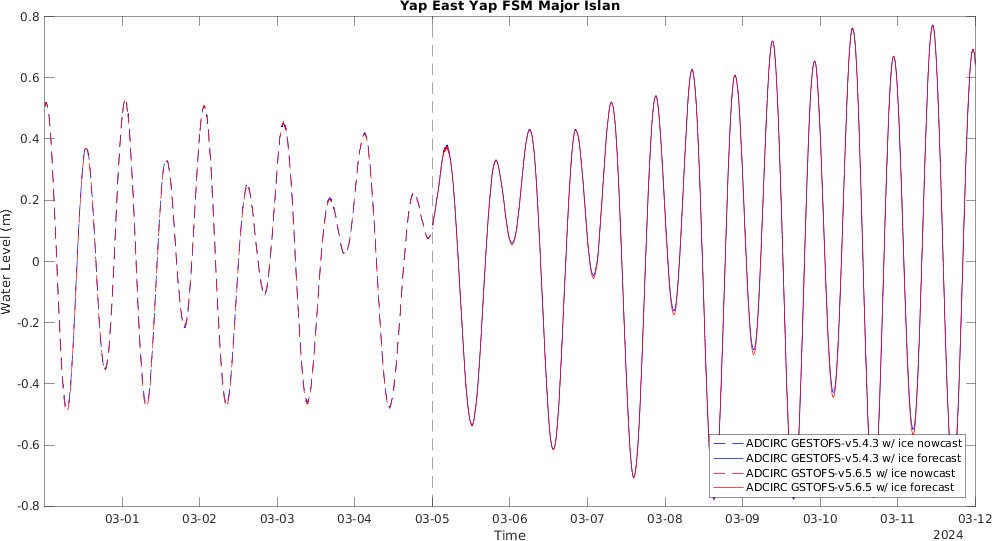 Yap East Yap FSM Major Islan
0.8
0.6
0.4
0.2
0
-0.2
-0.4
-0.6
-0.8
Water Level (m)
ADCIRC GESTOFS-v5.4.3 w/ ice nowcast
ADCIRC GESTOFS-v5.4.3 w/ ice forecast
ADCIRC GSTOFS-v5.6.5 w/ ice nowcast
ADCIRC GSTOFS-v5.6.5 w/ ice forecast
03-01 03-02 03-03 03-04 03-05 03-06 03-07 03-08 03-09 03-10 03-11 03-12
Time
2024